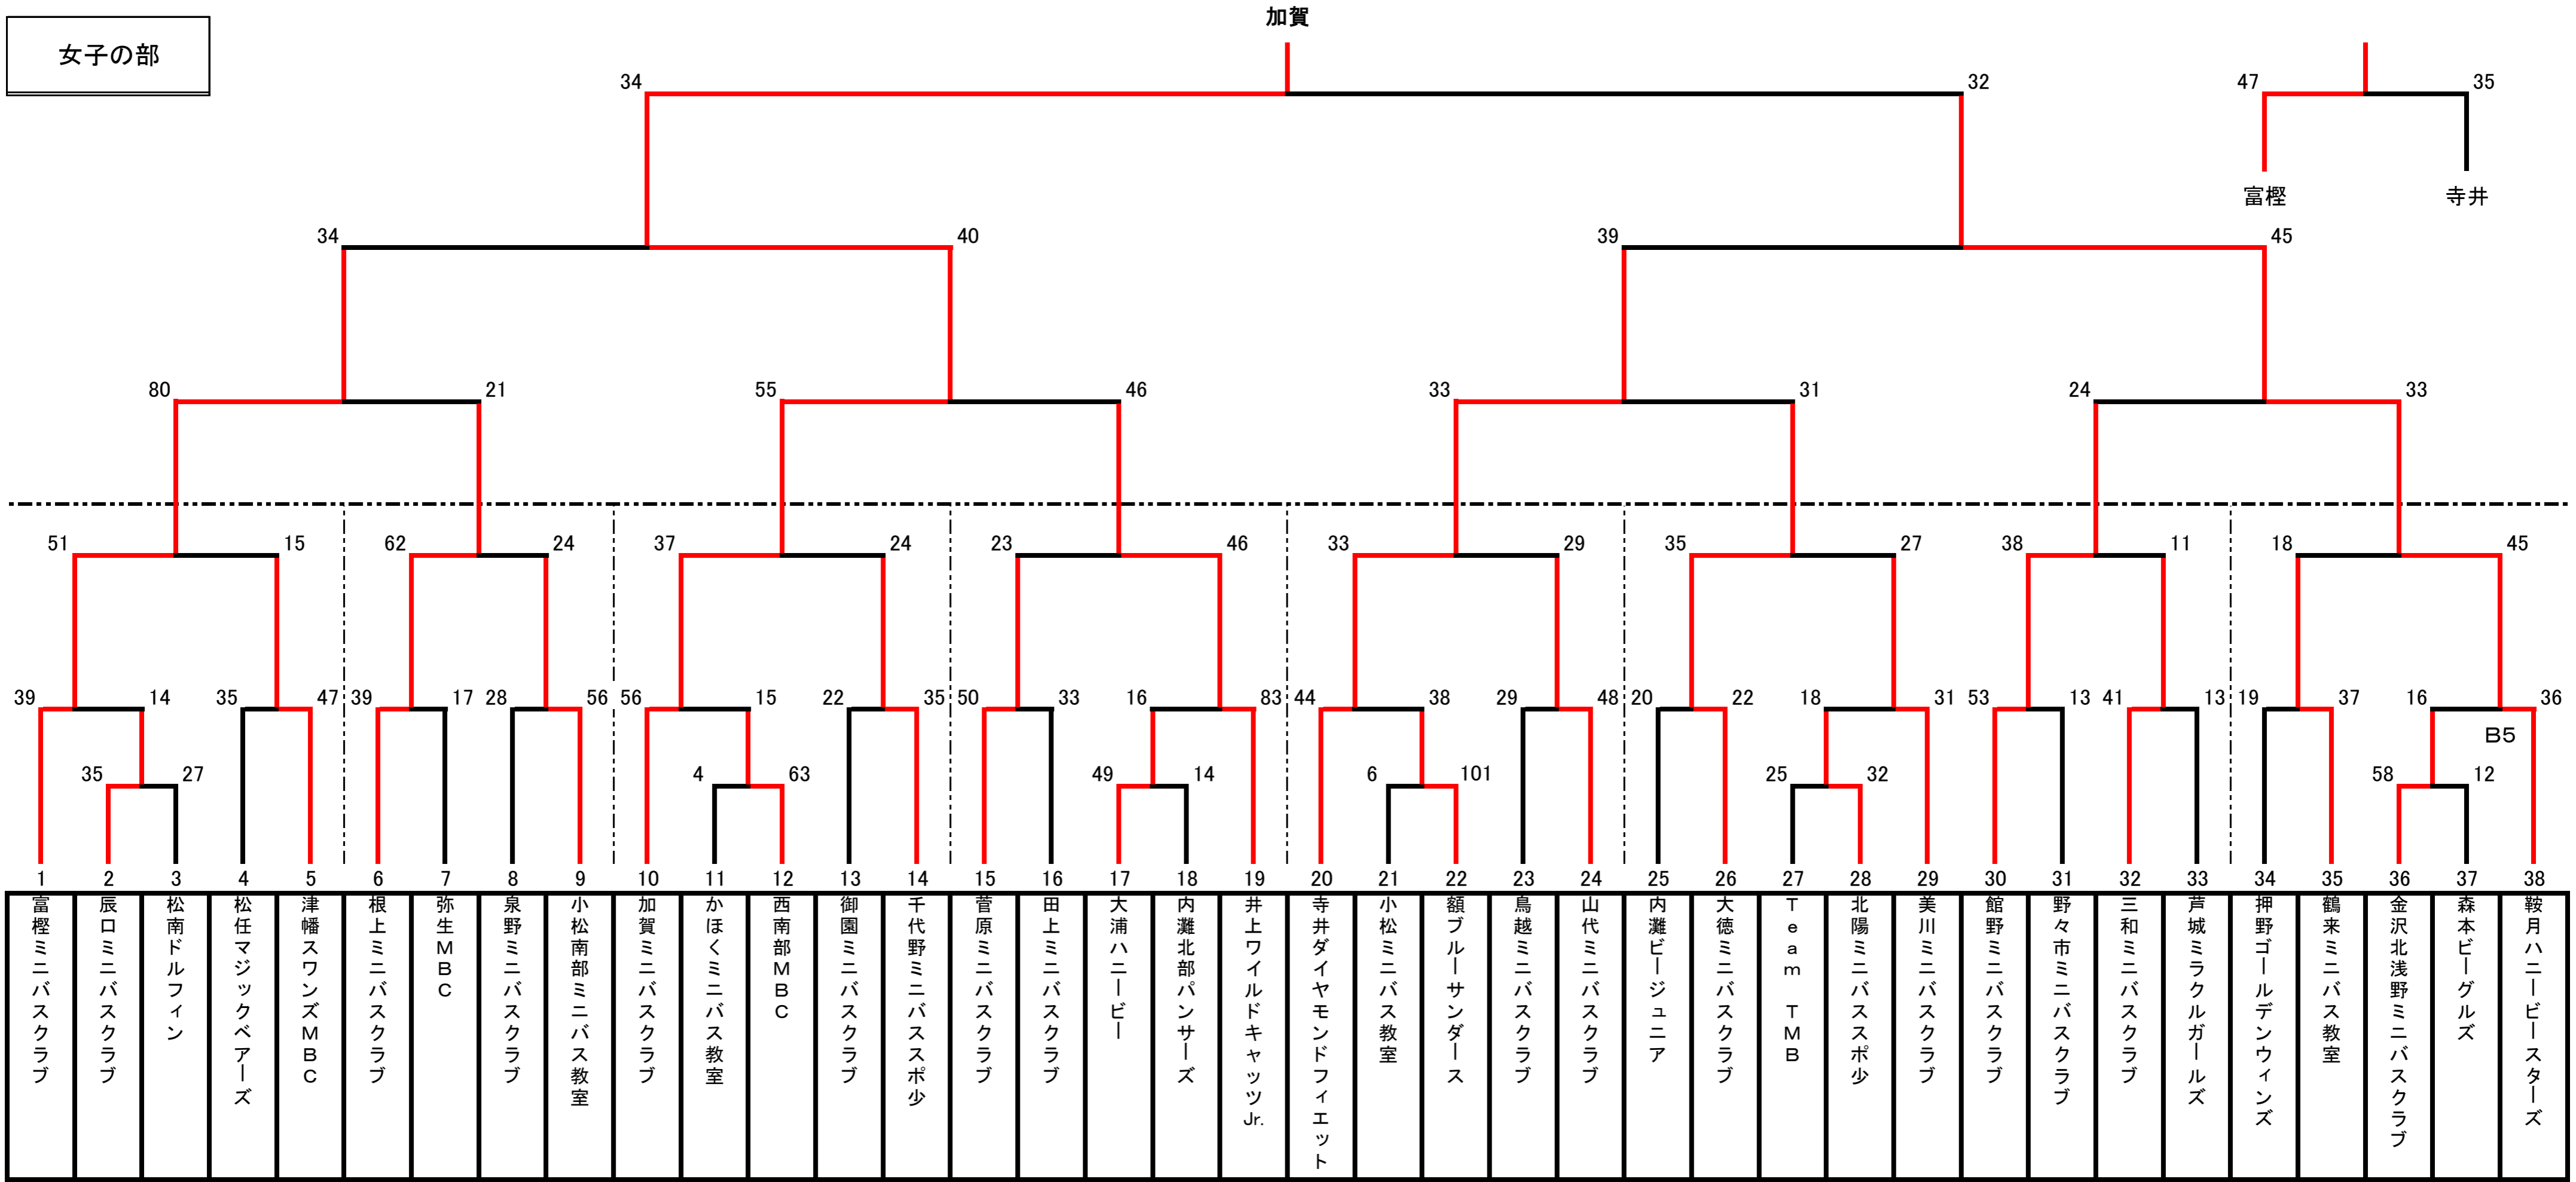 加賀
女子の部
34
32
47
35
富樫
寺井
34
40
39
45
80
21
55
46
33
31
24
33
51
15
62
24
37
24
23
46
33
29
35
27
38
11
18
45
39
14
35
47
39
17
28
56
56
15
22
35
50
33
16
83
44
38
29
48
20
22
18
31
53
13
41
13
19
37
16
36
B5
35
27
4
63
49
14
6
101
25
32
58
12
1
2
3
4
5
6
7
8
9
10
11
12
13
14
15
16
17
18
19
20
21
22
23
24
25
26
27
28
29
30
31
32
33
34
35
36
37
38
富樫ミニバスクラブ
辰口ミニバスクラブ
松南ドルフィン
松任マジックベアーズ
津幡スワンズMBC
根上ミニバスクラブ
弥生MBC
泉野ミニバスクラブ
小松南部ミニバス教室
加賀ミニバスクラブ
かほくミニバス教室
西南部MBC
御園ミニバスクラブ
千代野ミニバススポ少
菅原ミニバスクラブ
田上ミニバスクラブ
大浦ハニービー
内灘北部パンサーズ
井上ワイルドキャッツJr.
寺井ダイヤモンドフィエット
小松ミニバス教室
額ブルーサンダース
鳥越ミニバスクラブ
山代ミニバスクラブ
内灘ビージュニア
大徳ミニバスクラブ
Team TMB
北陽ミニバススポ少
美川ミニバスクラブ
館野ミニバスクラブ
野々市ミニバスクラブ
三和ミニバスクラブ
芦城ミラクルガールズ
押野ゴールデンウィンズ
鶴来ミニバス教室
金沢北浅野ミニバスクラブ
森本ビーグルズ
鞍月ハニービースターズ